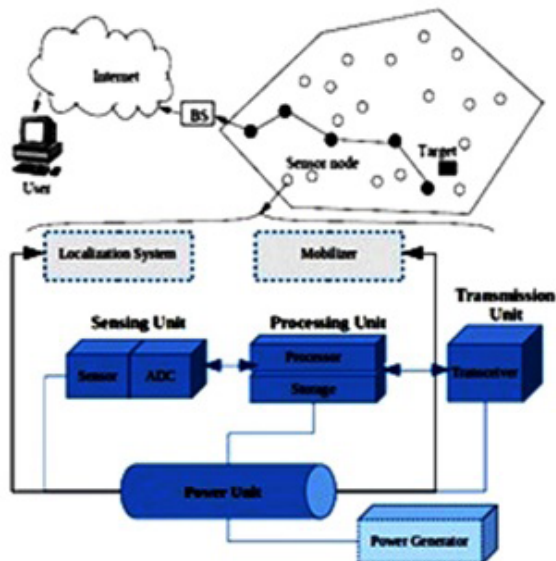 Internet
BS
Target
Sensor node
User
Localization System
Mobilizer
Transmission
Unit
Sensing Unit
Processing Unit
Processor
Sensor
ADC
Transceiver
Storage
Power Unit
Power Generator